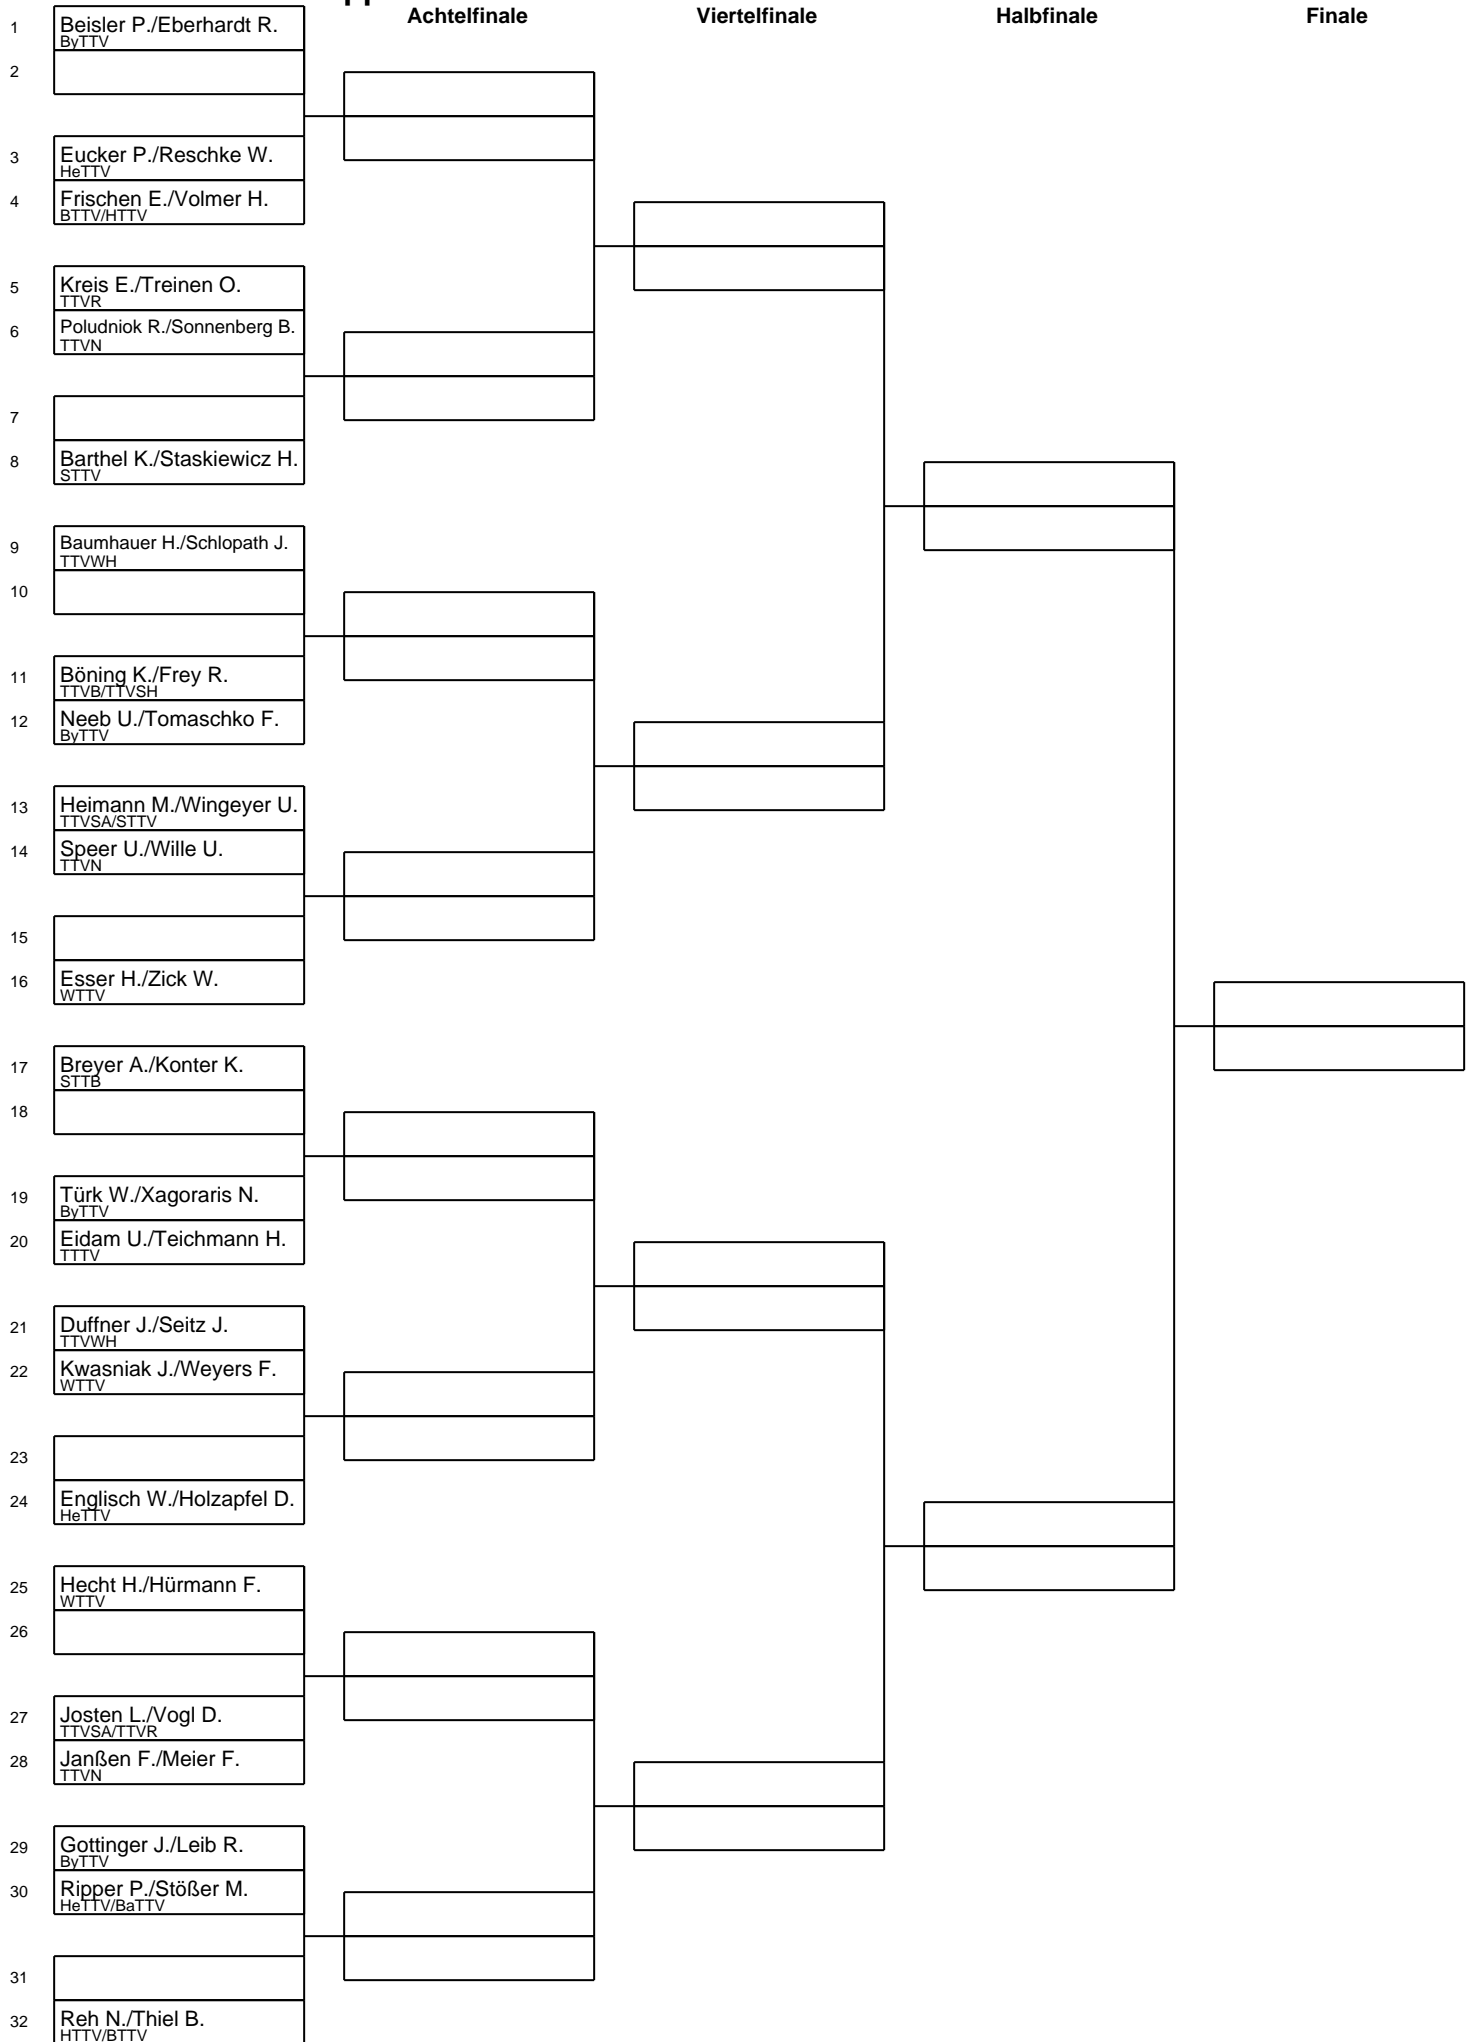 Achtelfinale Viertelfinale Halbfinale Finale
1 Beisler P./Eberhardt R.
ByTTV
2
3 Eucker P./Reschke W.
HeTTV
4 Frischen E./Volmer H.
BTTV/HTTV
5 Kreis E./Treinen O.
TTVR
6 Poludniok R./Sonnenberg B.
TTVN
7
8 Barthel K./Staskiewicz H.
STTV
9 Baumhauer H./Schlopath J.
TTVWH
10
11 Böning K./Frey R.
TTVB/TTVSH
12 Neeb U./Tomaschko F.
ByTTV
13 Heimann M./Wingeyer U.
TTVSA/STTV
14 Speer U./Wille U.
TTVN
15
16 Esser H./Zick W.
WTTV
17 Breyer A./Konter K.
STTB
18
19 Türk W./Xagoraris N.
ByTTV
20 Eidam U./Teichmann H.
TTTV
21 Duffner J./Seitz J.
TTVWH
22 Kwasniak J./Weyers F.
WTTV
23
24 Englisch W./Holzapfel D.
HeTTV
25 Hecht H./Hürmann F.
WTTV
26
27 Josten L./Vogl D.
TTVSA/TTVR
28 Janßen F./Meier F.
TTVN
29 Gottinger J./Leib R.
ByTTV
30 Ripper P./Stößer M.
HeTTV/BaTTV
31
32 Reh N./Thiel B.
HTTV/BTTV